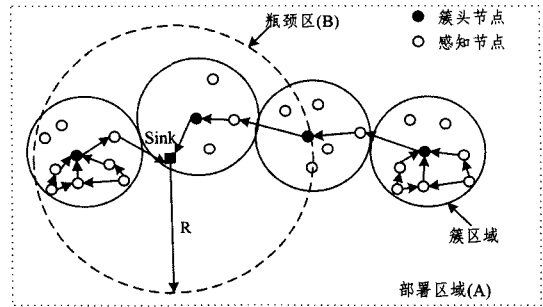 瓶颈区(B)
簇头节点
感知节点
Sink
R
簇区域
部署区域(A)